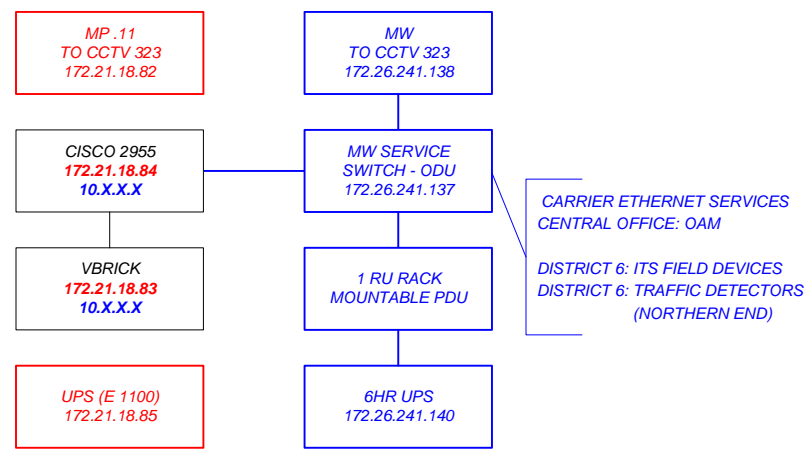 MP .11
TO CCTV 323
172.21.18.82
MW
TO CCTV 323
172.26.241.138
CISCO 2955
172.21.18.84
10.X.X.X
MW SERVICE
SWITCH - ODU
172.26.241.137
CARRIER ETHERNET SERVICES
CENTRAL OFFICE: OAM
DISTRICT 6: ITS FIELD DEVICES
DISTRICT 6: TRAFFIC DETECTORS
(NORTHERN END)
VBRICK
172.21.18.83
10.X.X.X
1 RU RACK
MOUNTABLE PDU
UPS (E 1100)
172.21.18.85
6HR UPS
172.26.241.140